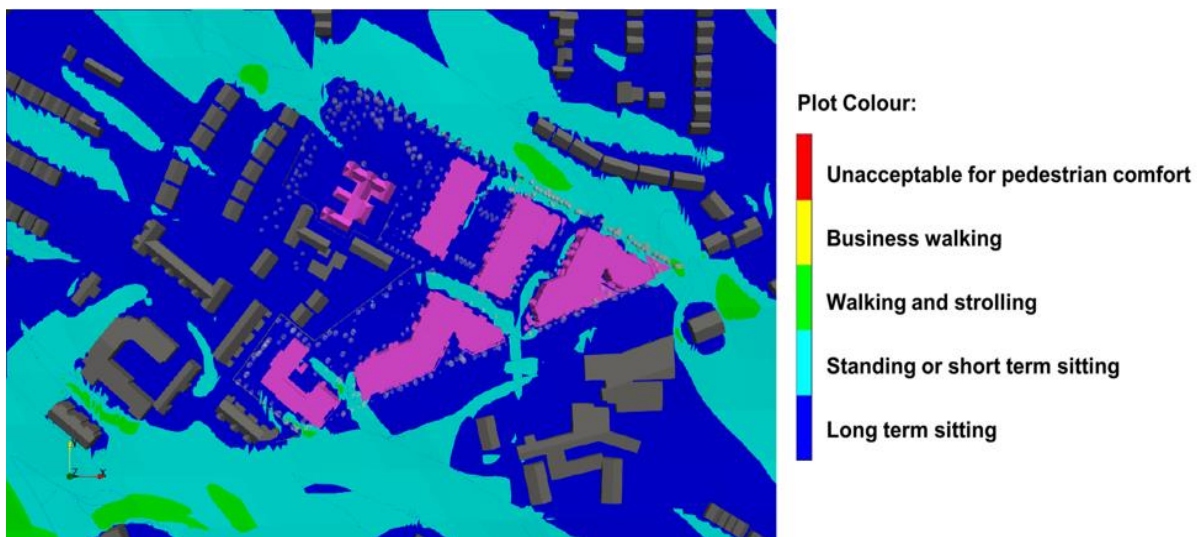 Plot Colour:
Unacceptable for pedestrian comfort
Business walking
Walking and strolling
Standing or short term sitting
Long term sitting
Y
Z
X